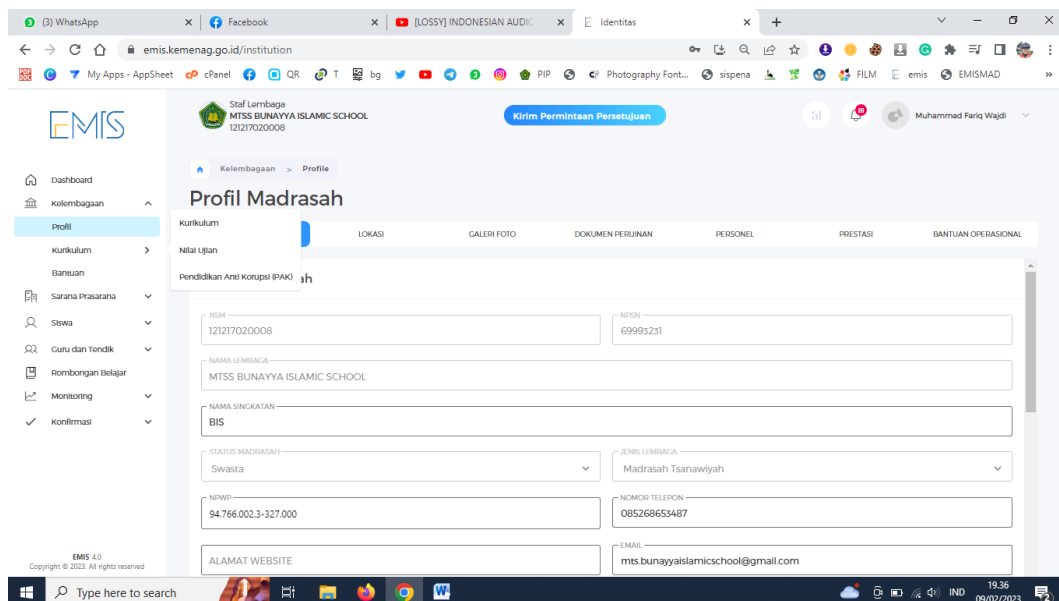 (3) WhatsApp
Facebook
[LOSSY] INDONESIAN AUDIC
Identitas
emis.kemenag.go.id/institution
My Apps - AppSheet
cPanel
QR
T
bg
PIP
Photography Font...
sispena
FILM
emis
EMISMAD
EMIS
Staf Lembaga
MTSS BUNAYYA ISLAMIC SCHOOL
121217020008
Kirim Permintaan Persetujuan
Muhammad Fariq Wajdi
Kelembagaan > Profile
Profil Madrasah
Dashboard
Kelembagaan
Profil
Kurikulum
Bantuan
Sarana Prasarana
Siswa
Guru dan Tendik
Rombongan Belajar
Monitoring
Konfirmasi
Kurikulum
Nilai Ujian
Pendidikan Anti Korupsi (PAK)
LOKASI
GALERI FOTO
DOKUMEN PERIJINAN
PERSONEL
PRESTASI
BANTUAN OPERASIONAL
ah
NSM
121217020008
NPSN
69993231
NAMA LEMBAGA
MTSS BUNAYYA ISLAMIC SCHOOL
NAMA SINGKATAN
BIS
STATUS MADRASAH
Swasta
JENIS LEMBAGA
Madrasah Tsanawiyah
NPWP
94.766.002.3-327.000
NOMOR TELEPON
085268653487
ALAMAT WEBSITE
EMAIL
mts.bunayyaislamicschool@gmail.com
EMIS 4.0
Copyright © 2023. All rights reserved
Type here to search
IND
19.36
09/02/2023